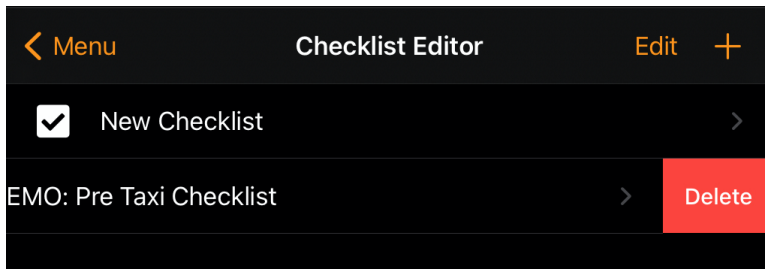 Menu Checklist Editor Edit +
New Checklist
EMO: Pre Taxi Checklist Delete